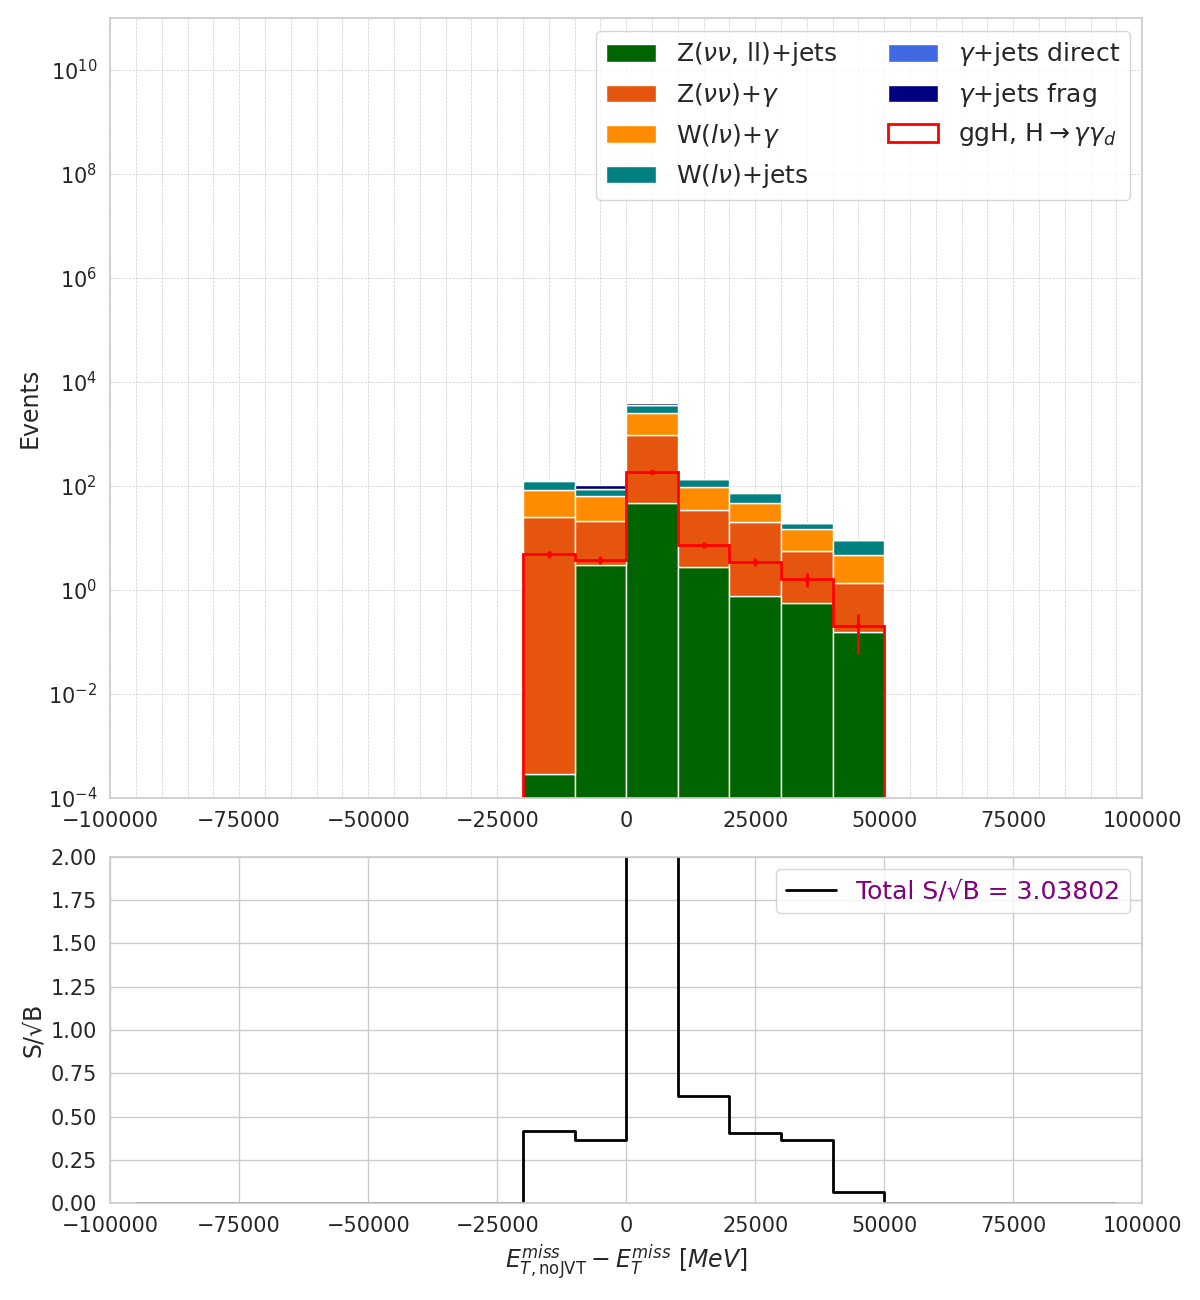 Events
10^10
10^8
10^6
10^4
10^2
10^0
10^−2
10^−4
Z(νν, ll)+jets
Z(νν)+γ
W(lν)+γ
W(lν)+jets
γ+jets direct
γ+jets frag
ggH, H→γγ_d
−100000 −75000 −50000 −25000 0 25000 50000 75000 100000
S/√B
2.00
1.75
1.50
1.25
1.00
0.75
0.50
0.25
0.00
Total S/√B = 3.03802
−100000 −75000 −50000 −25000 0 25000 50000 75000 100000
E_{T,noJVT}^{miss} − E_T^{miss} [MeV]